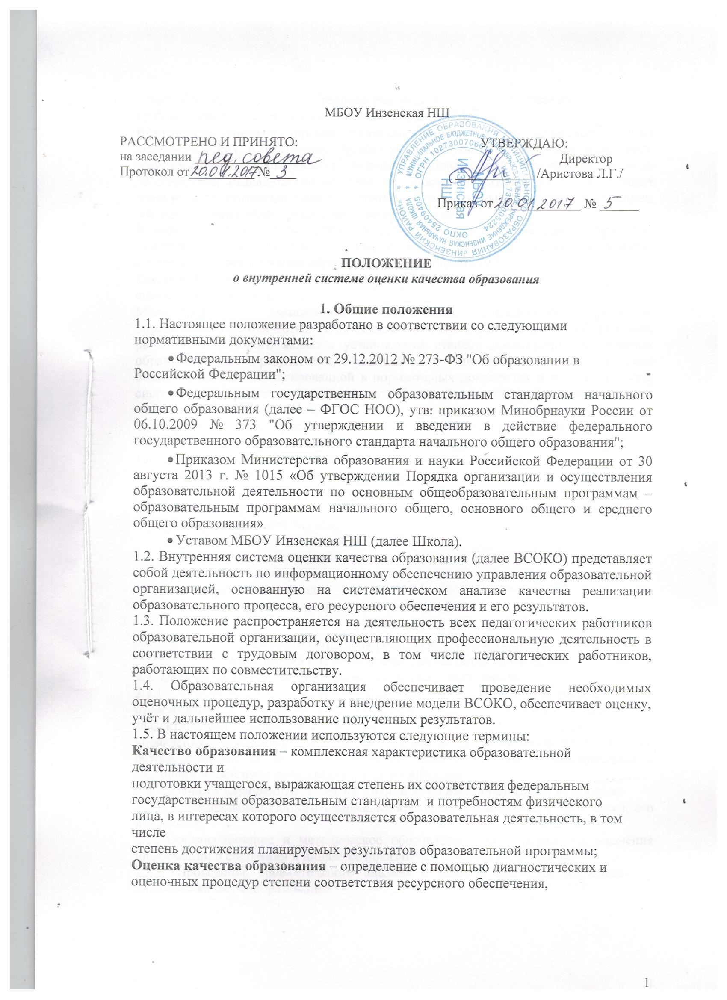 МБОУ Инзенская НШ
РАССМОТРЕНО И ПРИНЯТО:
на заседании пед. совета
Протокол от 20.01.2017 № 3
УТВЕРЖДАЮ:
Директор
/Аристова Л.Г./
Приказ от 20.01 2017 № 5
УПРАВЛЕНИЕ ОБРАЗОВАНИЯ МУНИЦИПАЛЬНОГО ОБРАЗОВАНИЯ «ИНЗЕНСКИЙ РАЙОН»
МУНИЦИПАЛЬНОЕ БЮДЖЕТНОЕ ОБЩЕОБРАЗОВАТЕЛЬНОЕ УЧРЕЖДЕНИЕ ИНЗЕНСКАЯ НАЧАЛЬНАЯ ШКОЛА
ОКПО 25409405
МБОУ
Инзенская
НШ
ПОЛОЖЕНИЕ
о внутренней системе оценки качества образования
1. Общие положения
1.1. Настоящее положение разработано в соответствии со следующими
нормативными документами:
•Федеральным законом от 29.12.2012 № 273-ФЗ "Об образовании в
Российской Федерации";
•Федеральным государственным образовательным стандартом начального
общего образования (далее – ФГОС НОО), утв. приказом Минобрнауки России от
06.10.2009 № 373 "Об утверждении и введении в действие федерального
государственного образовательного стандарта начального общего образования";
•Приказом Министерства образования и науки Российской Федерации от 30
августа 2013 г. № 1015 «Об утверждении Порядка организации и осуществления
образовательной деятельности по основным общеобразовательным программам –
образовательным программам начального общего, основного общего и среднего
общего образования»
•Уставом МБОУ Инзенская НШ (далее Школа).
1.2. Внутренняя система оценки качества образования (далее ВСОКО) представляет
собой деятельность по информационному обеспечению управления образовательной
организацией, основанную на систематическом анализе качества реализации
образовательного процесса, его ресурсного обеспечения и его результатов.
1.3. Положение распространяется на деятельность всех педагогических работников
образовательной организации, осуществляющих профессиональную деятельность в
соответствии с трудовым договором, в том числе педагогических работников,
работающих по совместительству.
1.4. Образовательная организация обеспечивает проведение необходимых
оценочных процедур, разработку и внедрение модели ВСОКО, обеспечивает оценку,
учёт и дальнейшее использование полученных результатов.
1.5. В настоящем положении используются следующие термины:
Качество образования – комплексная характеристика образовательной
деятельности и
подготовки учащегося, выражающая степень их соответствия федеральным
государственным образовательным стандартам и потребностям физического
лица, в интересах которого осуществляется образовательная деятельность, в том
числе
степень достижения планируемых результатов образовательной программы;
Оценка качества образования – определение с помощью диагностических и
оценочных процедур степени соответствия ресурсного обеспечения,
1